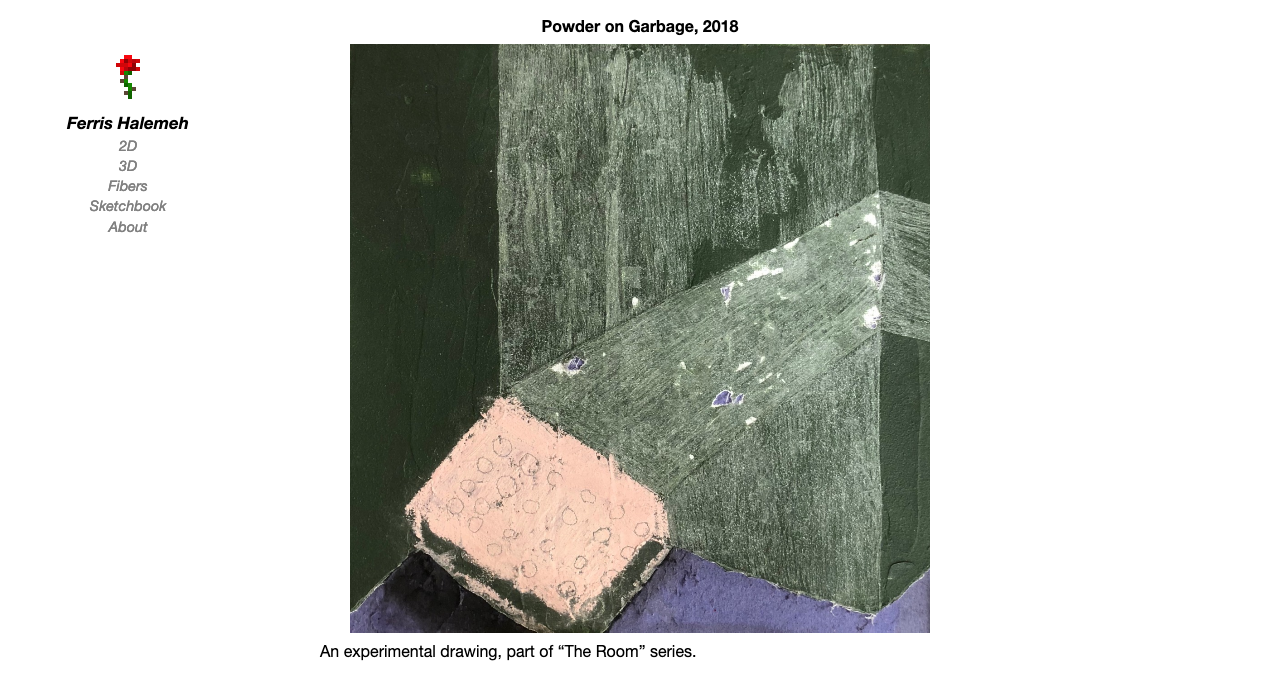 Powder on Garbage, 2018
Ferris Halemeh
2D
3D
Fibers
Sketchbook
About
An experimental drawing, part of “The Room” series.